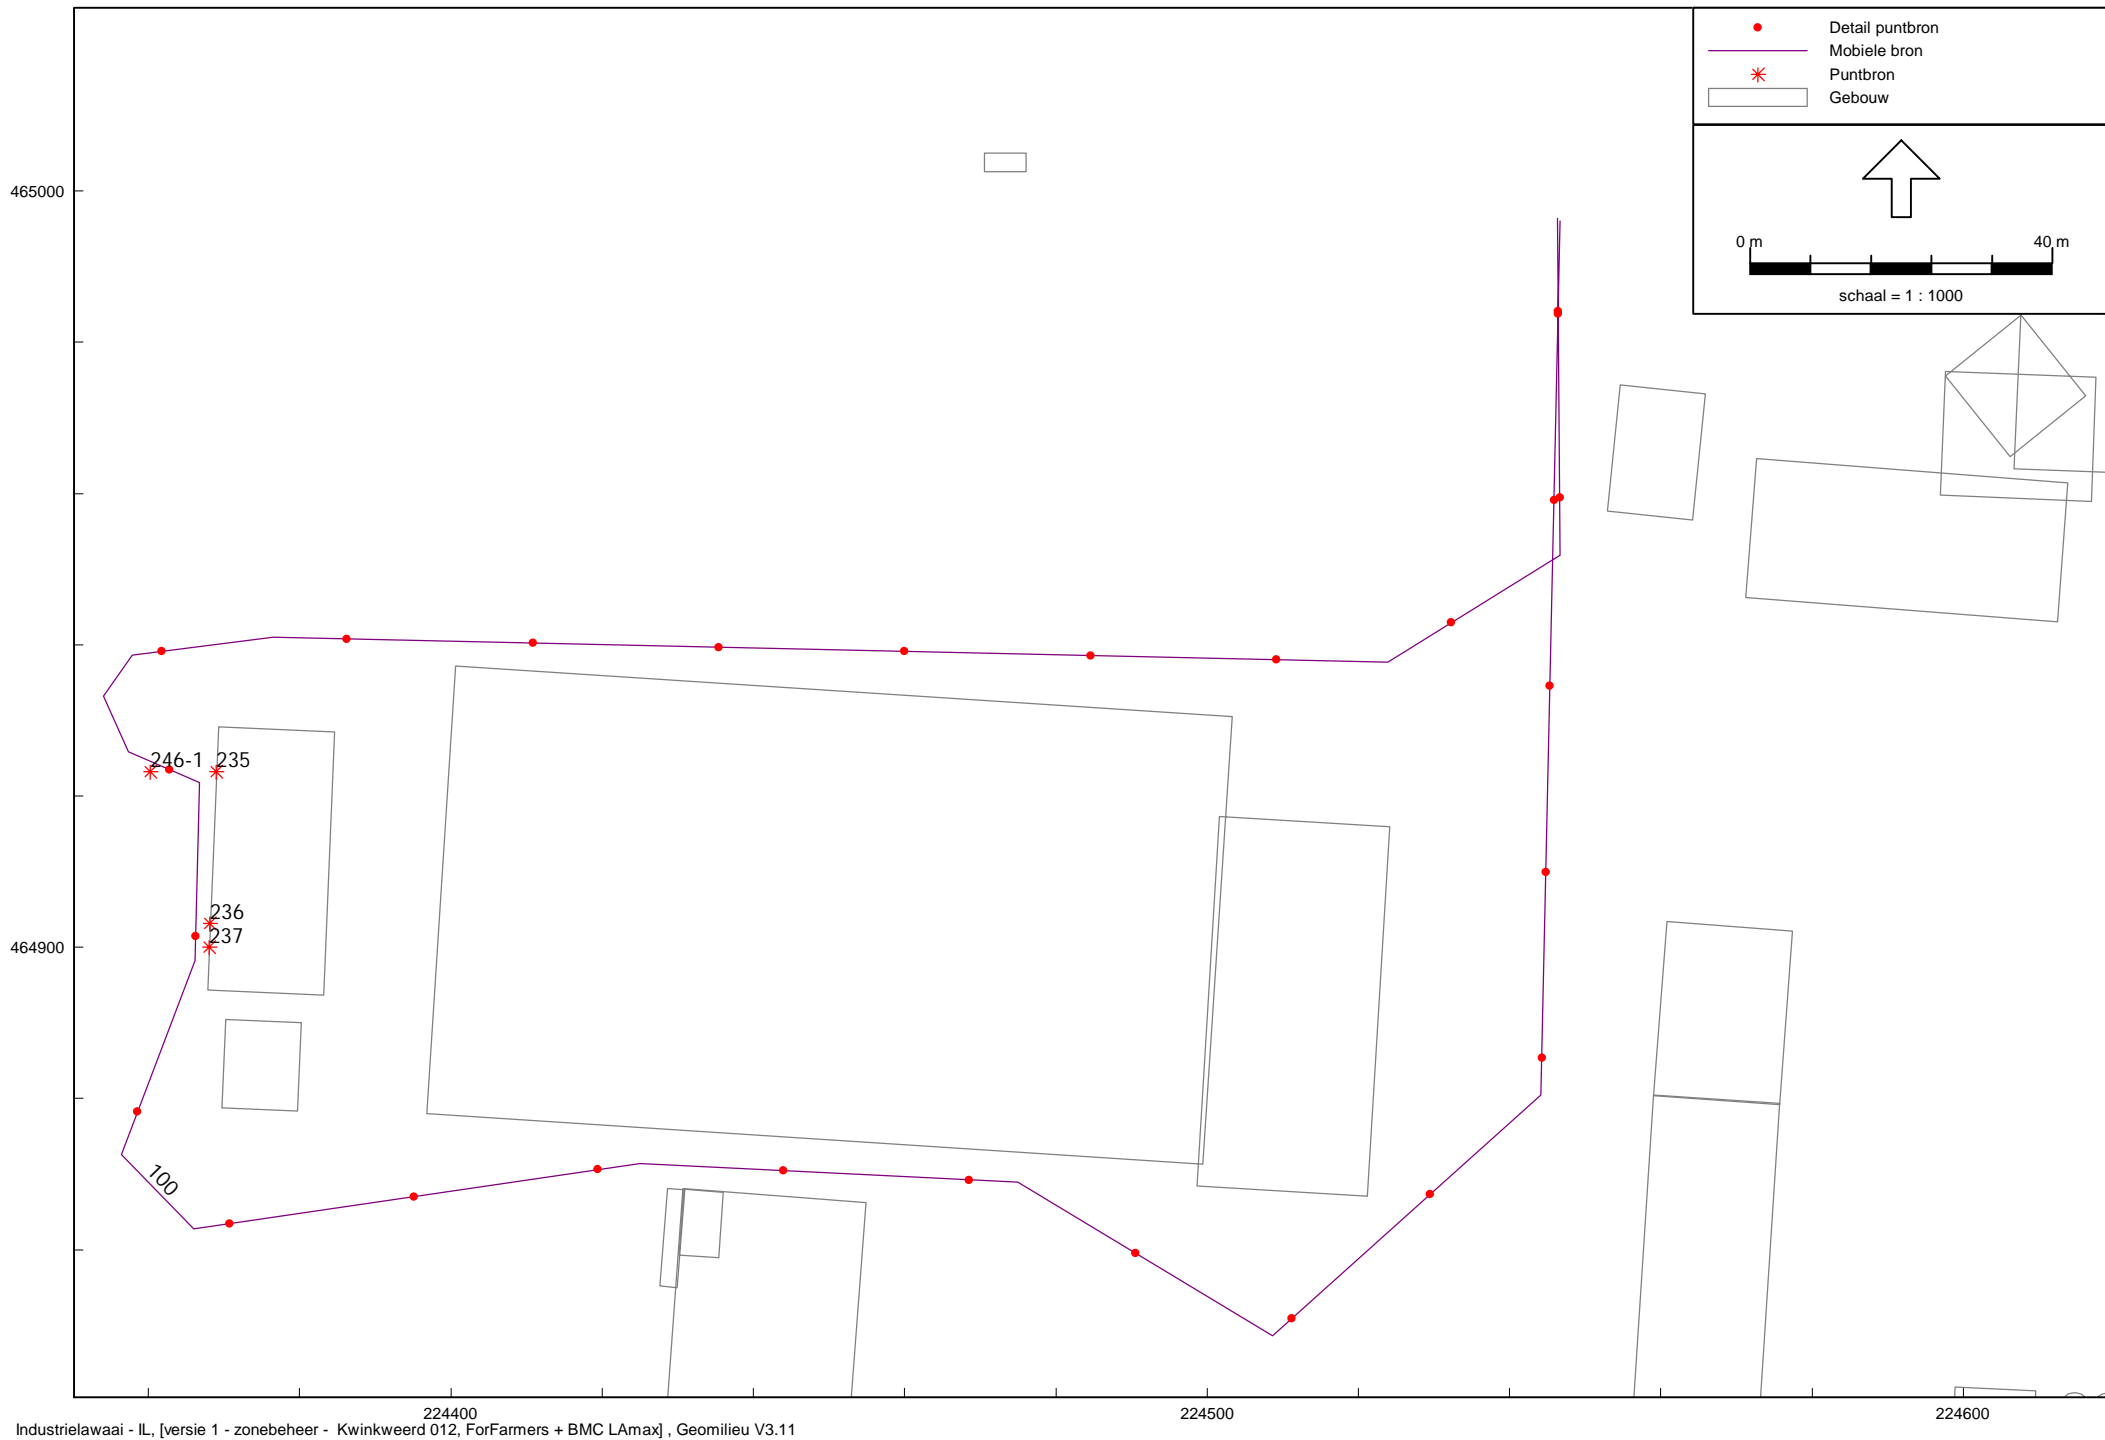 Detail puntbron
Mobiele bron
Puntbron
Gebouw
465000
0 m
40 m
schaal = 1 : 1000
246-1
235
236
237
464900
100
224400
224500
224600
Industrielawaai - IL, [versie 1 - zonebeheer -  Kwinkweerd 012, ForFarmers + BMC LAmax] , Geomilieu V3.11